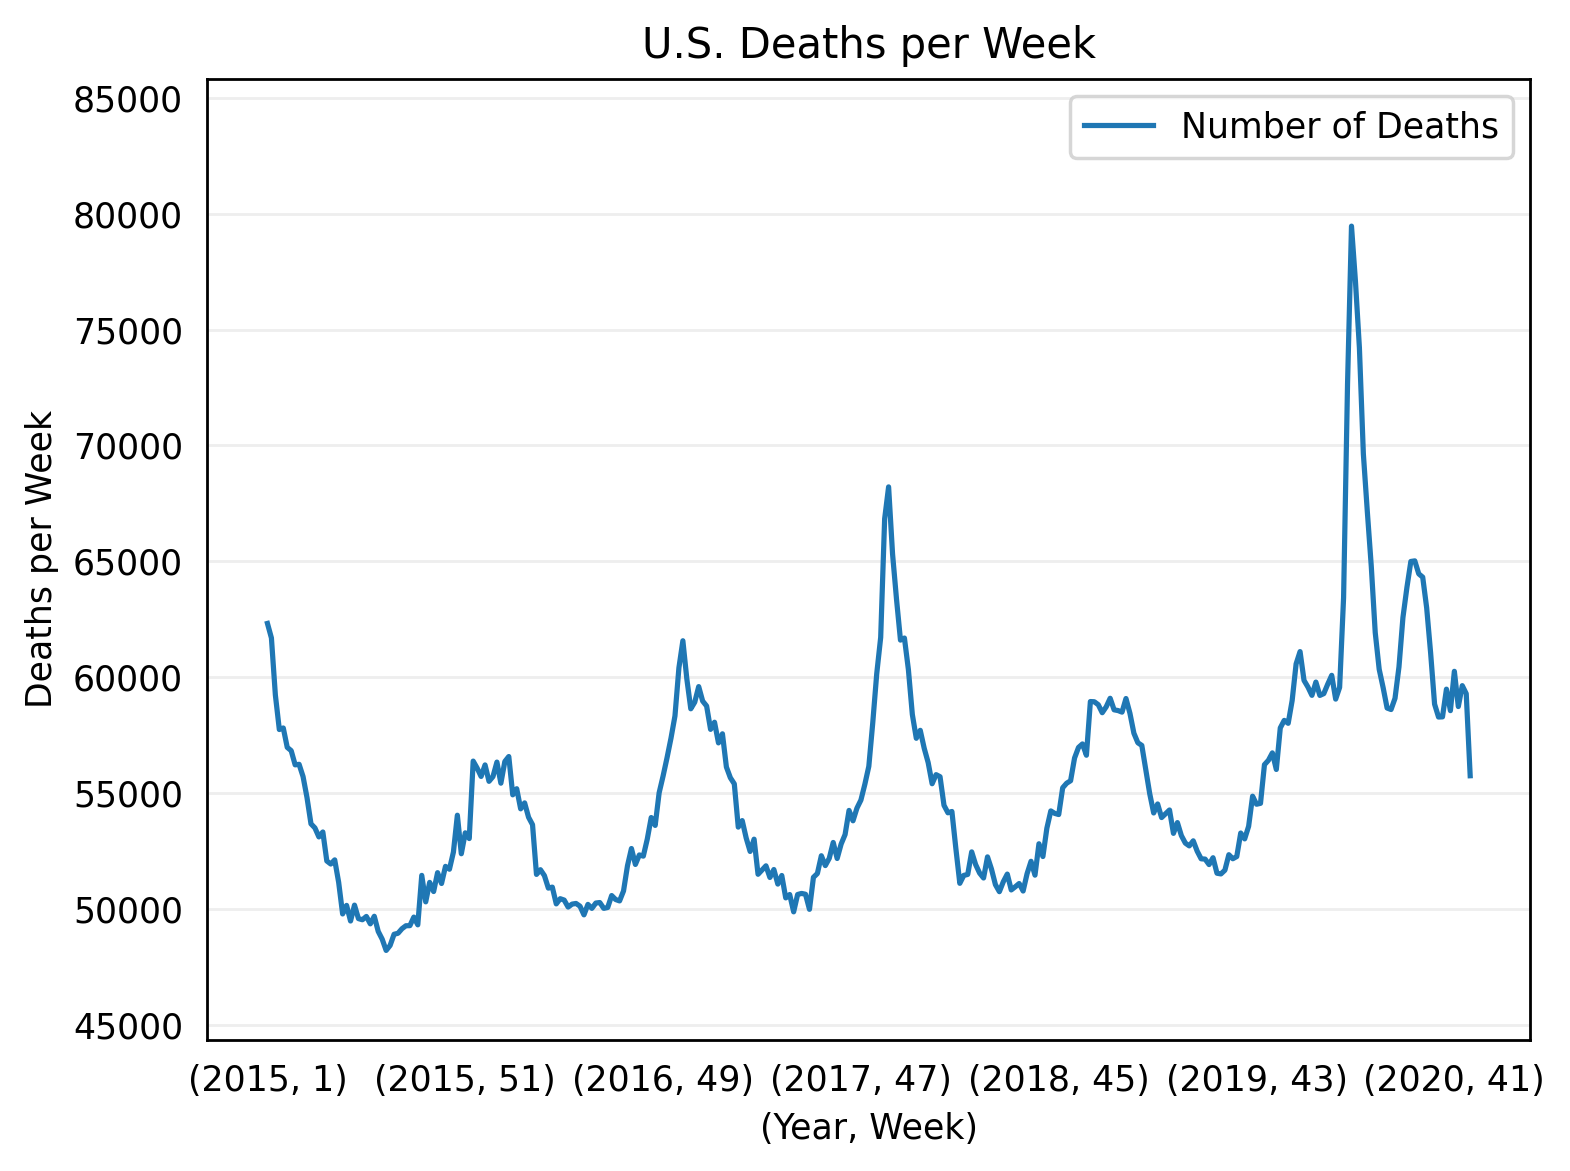 U.S. Deaths per Week
Number of Deaths
Deaths per Week
85000
80000
75000
70000
65000
60000
55000
50000
45000
(2015, 1) (2015, 51) (2016, 49) (2017, 47) (2018, 45) (2019, 43) (2020, 41)
(Year, Week)